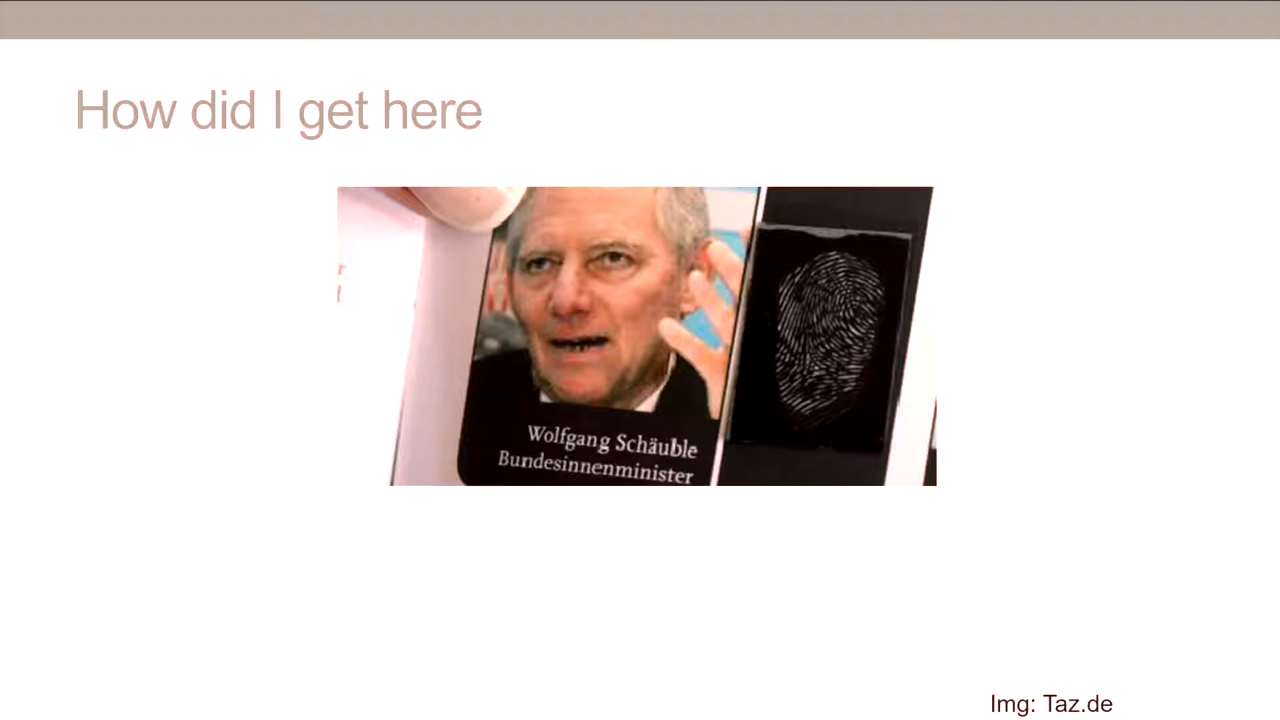 How did I get here
Wolfgang Schäuble
Bundesinnenminister
Img: Taz.de